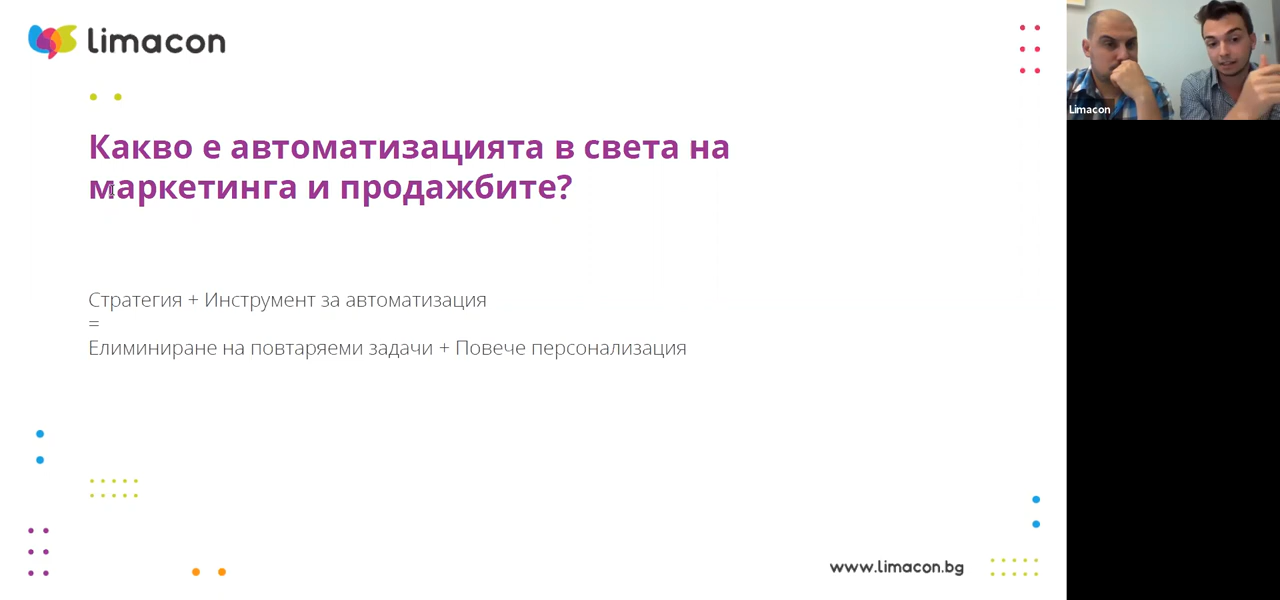 limacon
Какво е автоматизацията в света на
маркетинга и продажбите?
Стратегия + Инструмент за автоматизация
=
Елиминиране на повтаряеми задачи + Повече персонализация
www.limacon.bg
Limacon